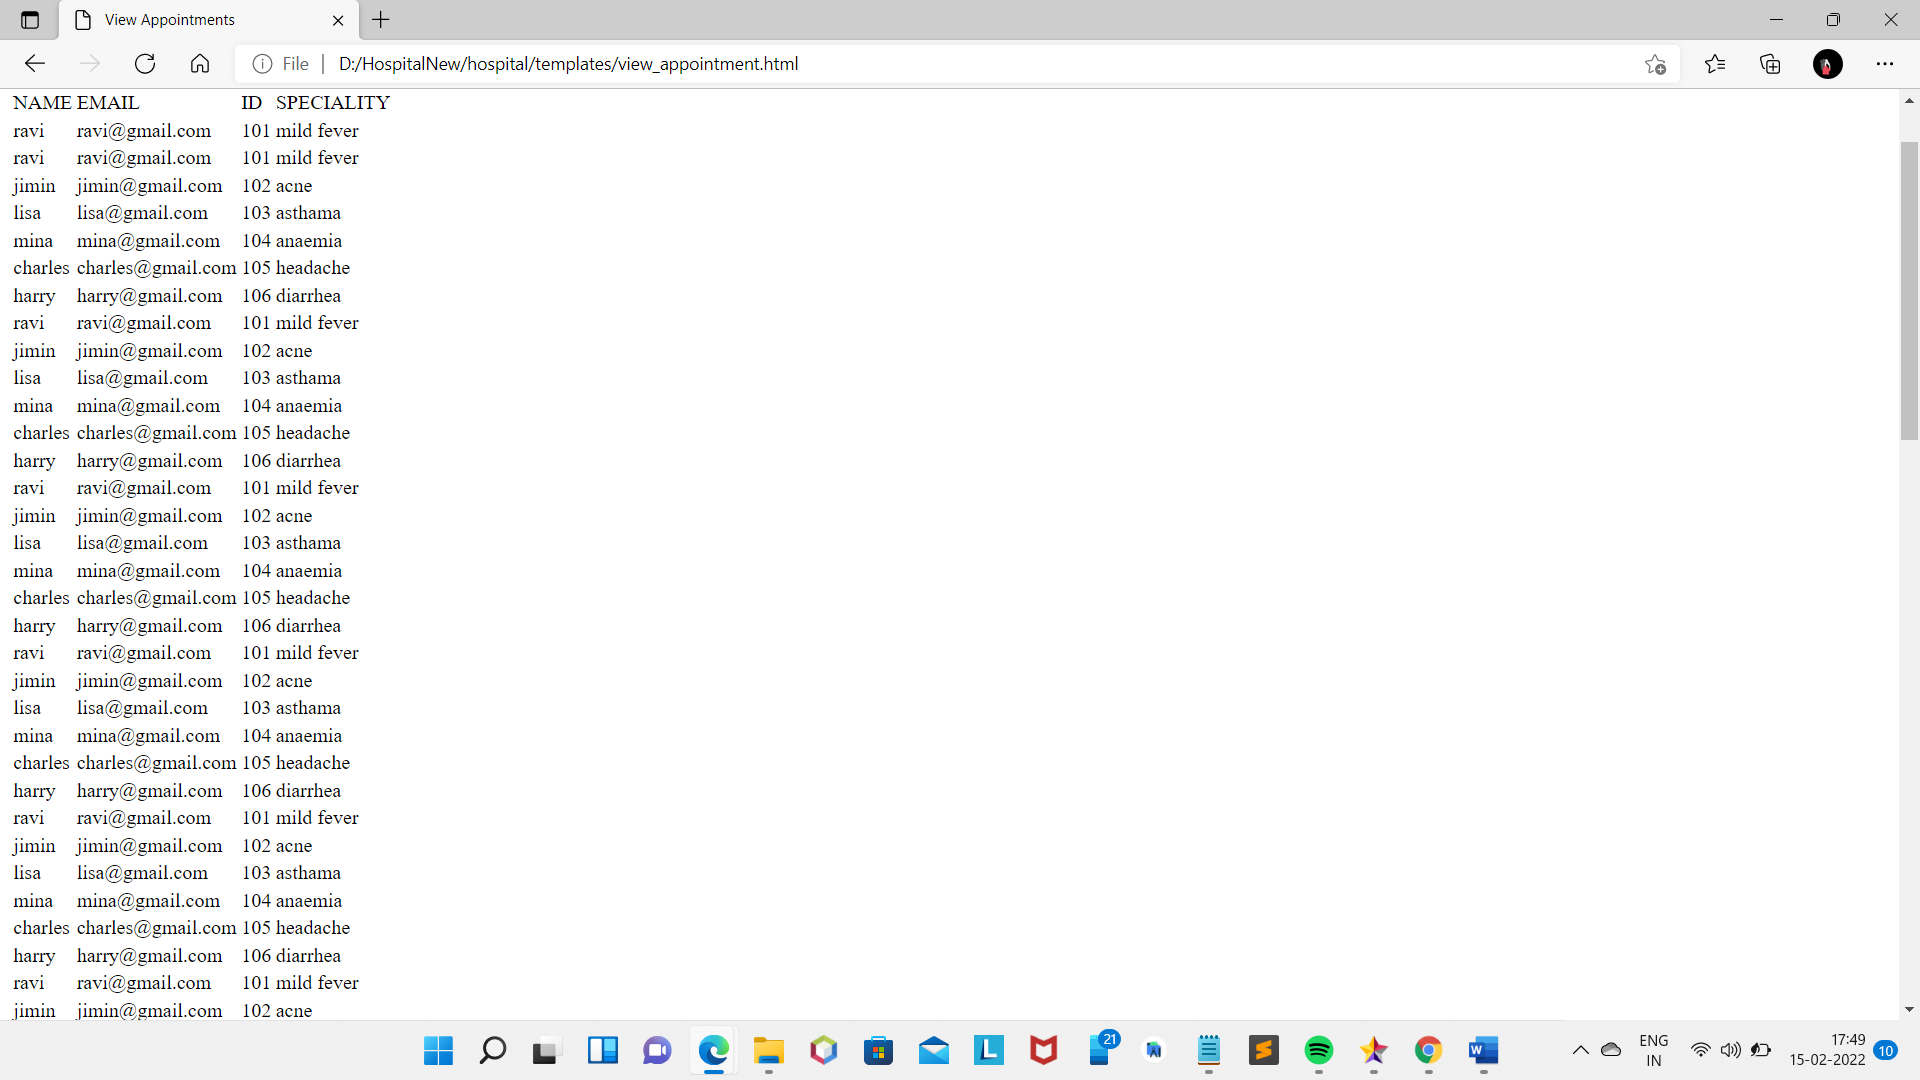 View Appointments
File D:/HospitalNew/hospital/templates/view_appointment.html
NAME EMAIL ID SPECIALITY
ravi ravi@gmail.com 101 mild fever
ravi ravi@gmail.com 101 mild fever
jimin jimin@gmail.com 102 acne
lisa lisa@gmail.com 103 asthama
mina mina@gmail.com 104 anaemia
charles charles@gmail.com 105 headache
harry harry@gmail.com 106 diarrhea
ravi ravi@gmail.com 101 mild fever
jimin jimin@gmail.com 102 acne
lisa lisa@gmail.com 103 asthama
mina mina@gmail.com 104 anaemia
charles charles@gmail.com 105 headache
harry harry@gmail.com 106 diarrhea
ravi ravi@gmail.com 101 mild fever
jimin jimin@gmail.com 102 acne
lisa lisa@gmail.com 103 asthama
mina mina@gmail.com 104 anaemia
charles charles@gmail.com 105 headache
harry harry@gmail.com 106 diarrhea
ravi ravi@gmail.com 101 mild fever
jimin jimin@gmail.com 102 acne
lisa lisa@gmail.com 103 asthama
mina mina@gmail.com 104 anaemia
charles charles@gmail.com 105 headache
harry harry@gmail.com 106 diarrhea
ravi ravi@gmail.com 101 mild fever
jimin jimin@gmail.com 102 acne
lisa lisa@gmail.com 103 asthama
mina mina@gmail.com 104 anaemia
charles charles@gmail.com 105 headache
harry harry@gmail.com 106 diarrhea
ravi ravi@gmail.com 101 mild fever
jimin jimin@gmail.com 102 acne
L
21
S
W
ENG
IN
17:49
15-02-2022
10